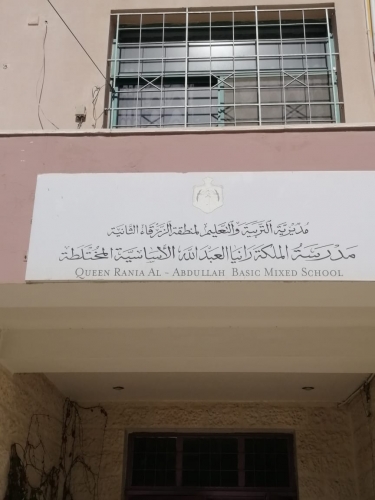 مديرية التربية والتعليم لمنطقة الزرقاء الثانية
مدرسة الملكة رانيا العبدالله الأساسية المختلطة
QUEEN RANIA AL - ABDULLAH BASIC MIXED SCHOOL